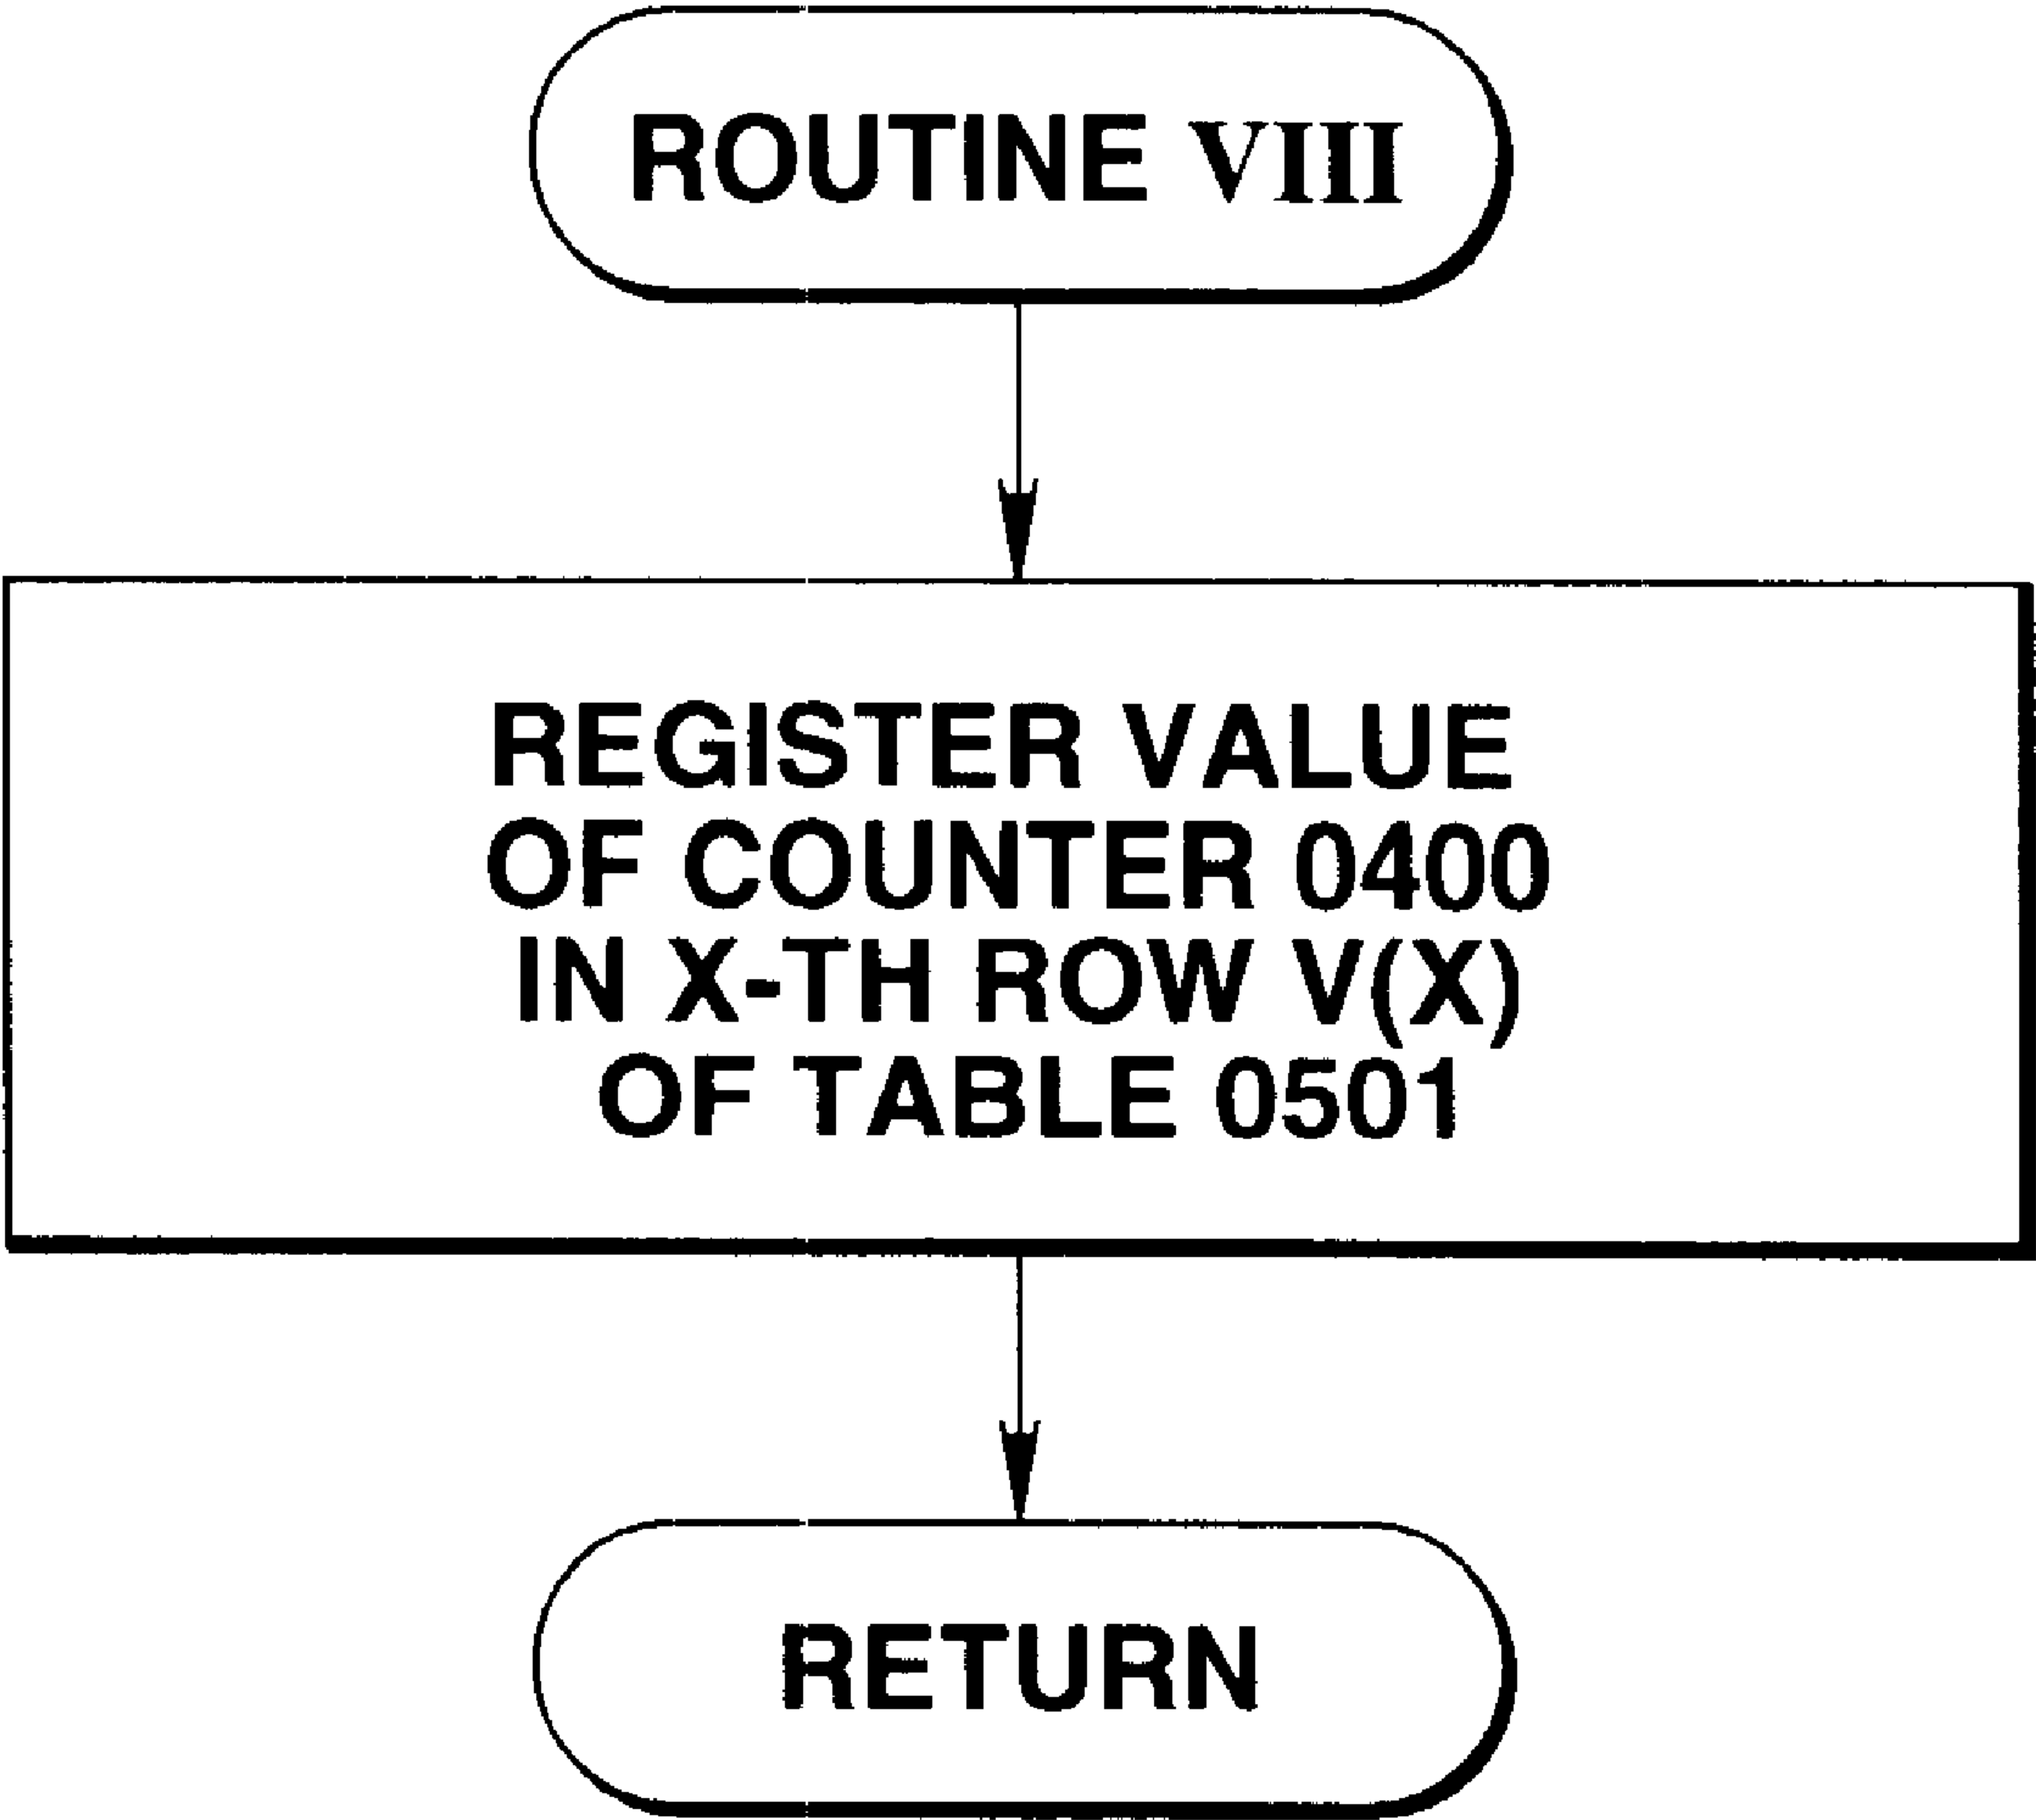 ROUTINE VIII
REGISTER VALUE
OF COUNTER 0400
IN X-TH ROW V(X)
OF TABLE 0501
RETURN